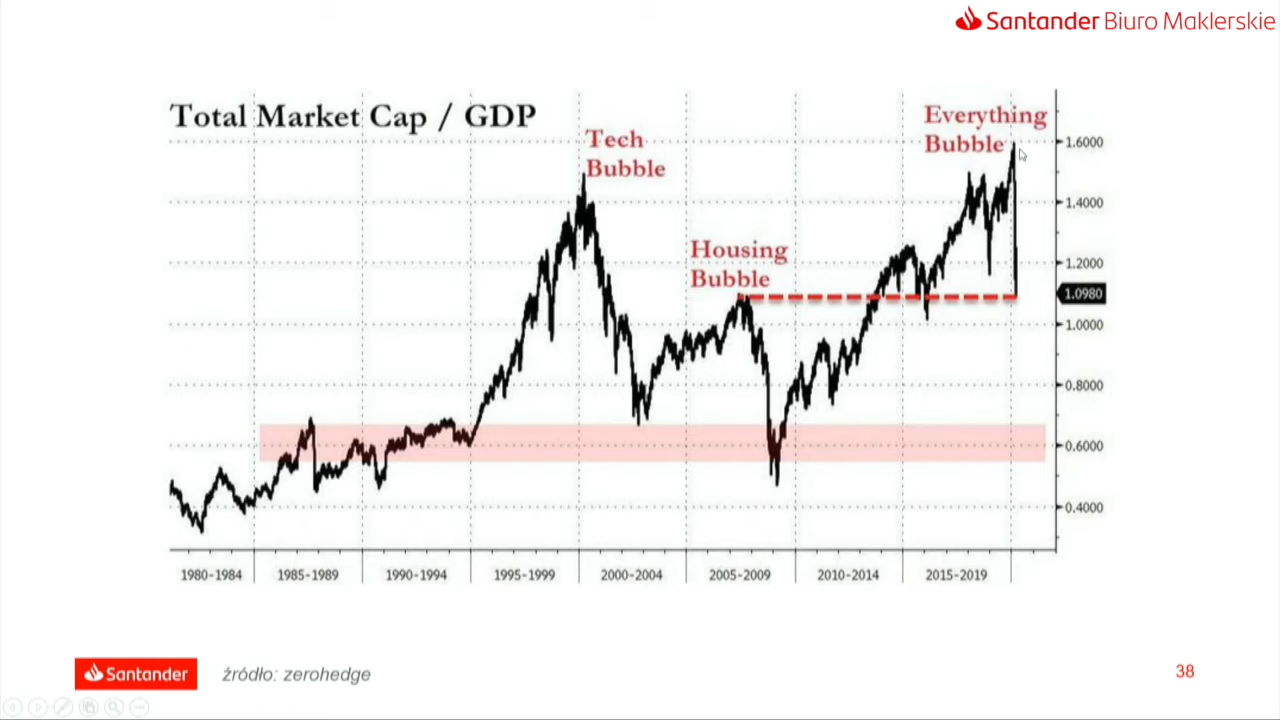 Santander Biuro Maklerskie
Total Market Cap / GDP
Tech
Bubble
Housing
Bubble
Everything
Bubble
1.6000
1.4000
1.2000
1.0980
1.0000
0.8000
0.6000
0.4000
1980-1984 1985-1989 1990-1994 1995-1999 2000-2004 2005-2009 2010-2014 2015-2019
Santander źródło: zerohedge 38